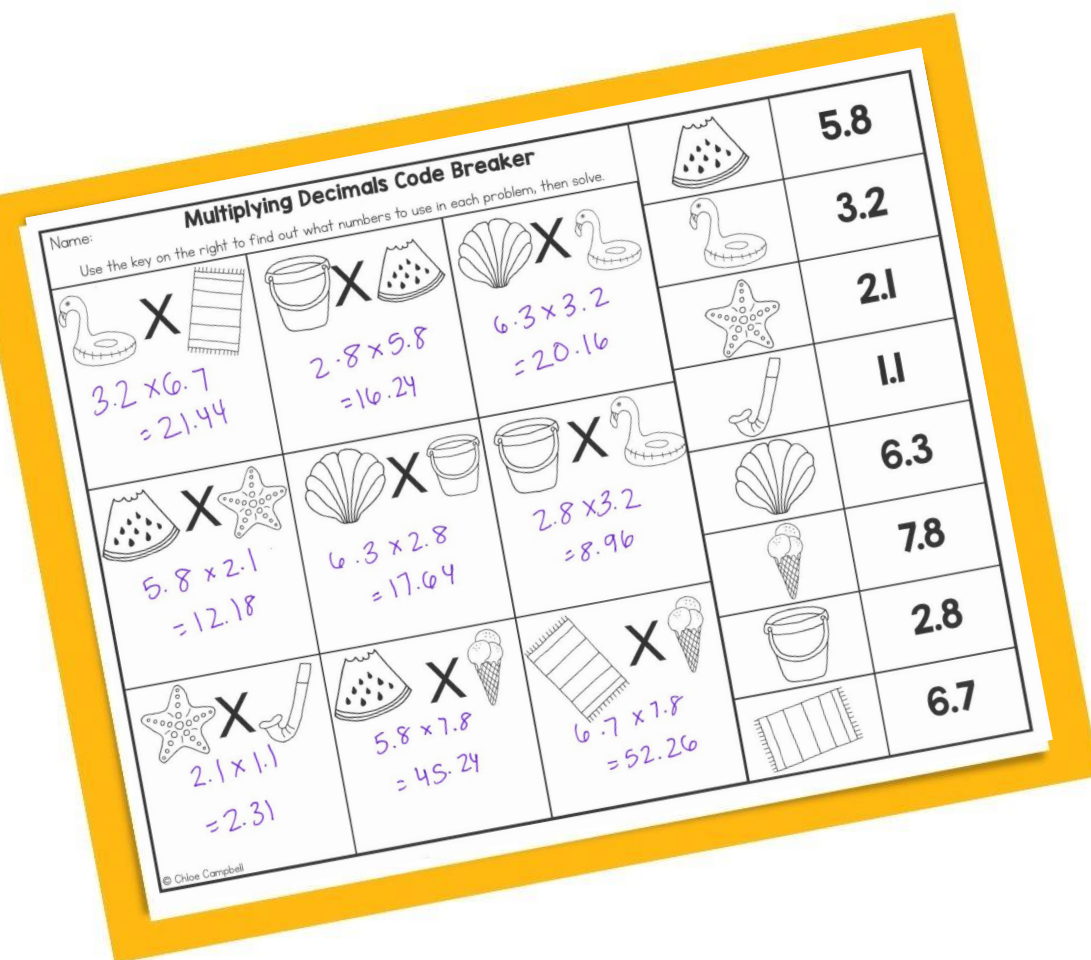 Multiplying Decimals Code Breaker
Name:
Use the key on the right to find out what numbers to use in each problem, then solve.
X
3.2 x 6.7
= 21.44
X
2.8 x 5.8
= 16.24
X
6.3 x 3.2
= 20.16
X
5.8 x 2.1
= 12.18
X
6.3 x 2.8
= 17.64
X
2.8 x 3.2
= 8.96
X
2.1 x 1.1
= 2.31
X
5.8 x 7.8
= 45.24
X
6.7 x 7.8
= 52.26
5.8
3.2
2.1
1.1
6.3
7.8
2.8
6.7
© Chloe Campbell